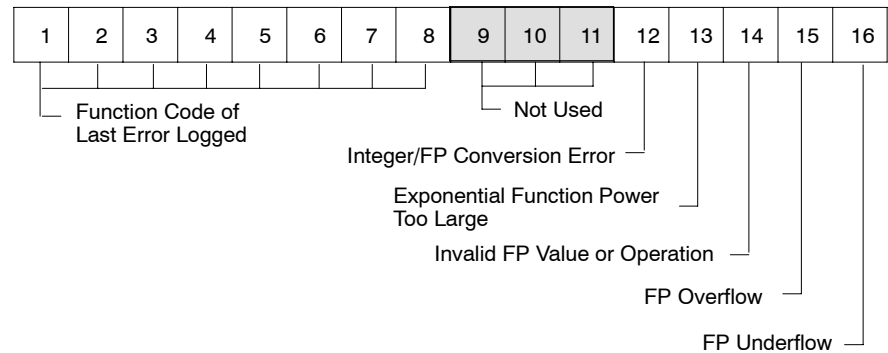 1 2 3 4 5 6 7 8 9 10 11 12 13 14 15 16
Function Code of
Last Error Logged
Not Used
Integer/FP Conversion Error
Exponential Function Power
Too Large
Invalid FP Value or Operation
FP Overflow
FP Underflow